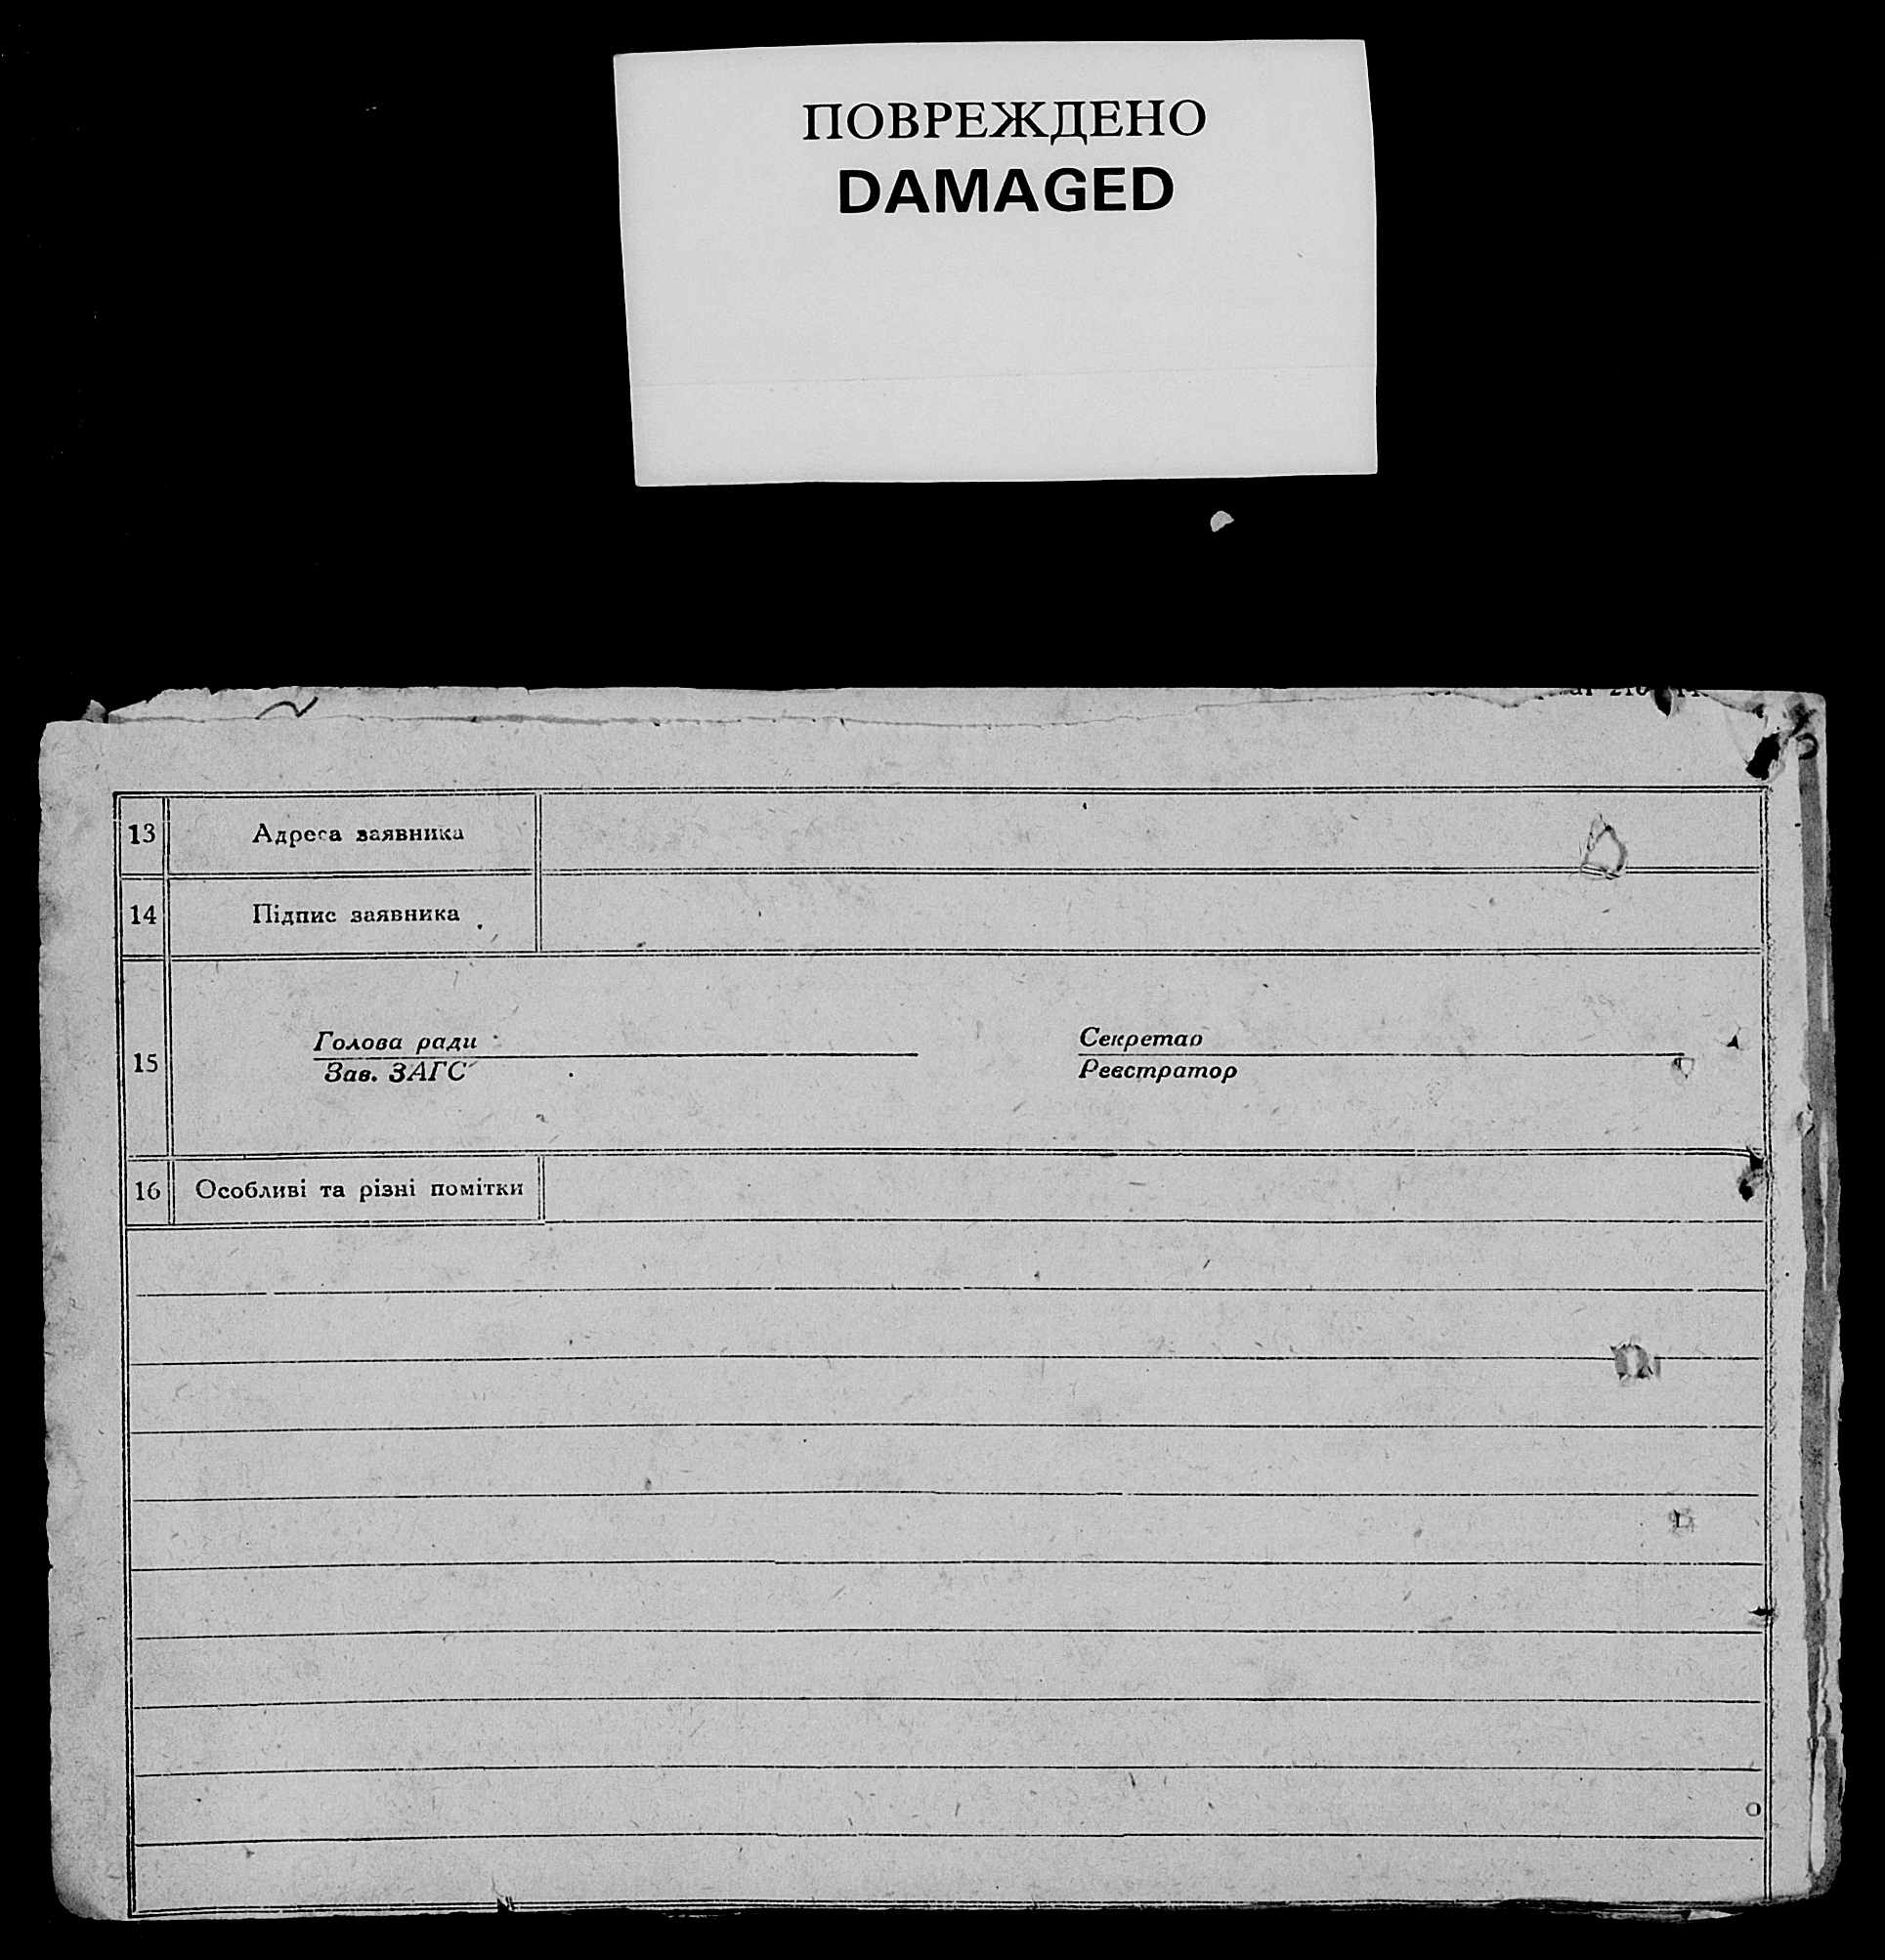 ПОВРЕЖДЕНО
DAMAGED
13 Адреса заявника
14 Підпис заявника
15
Голова ради Секретар
Зав. ЗАГС Реєстратор
16 Особливі та різні помітки